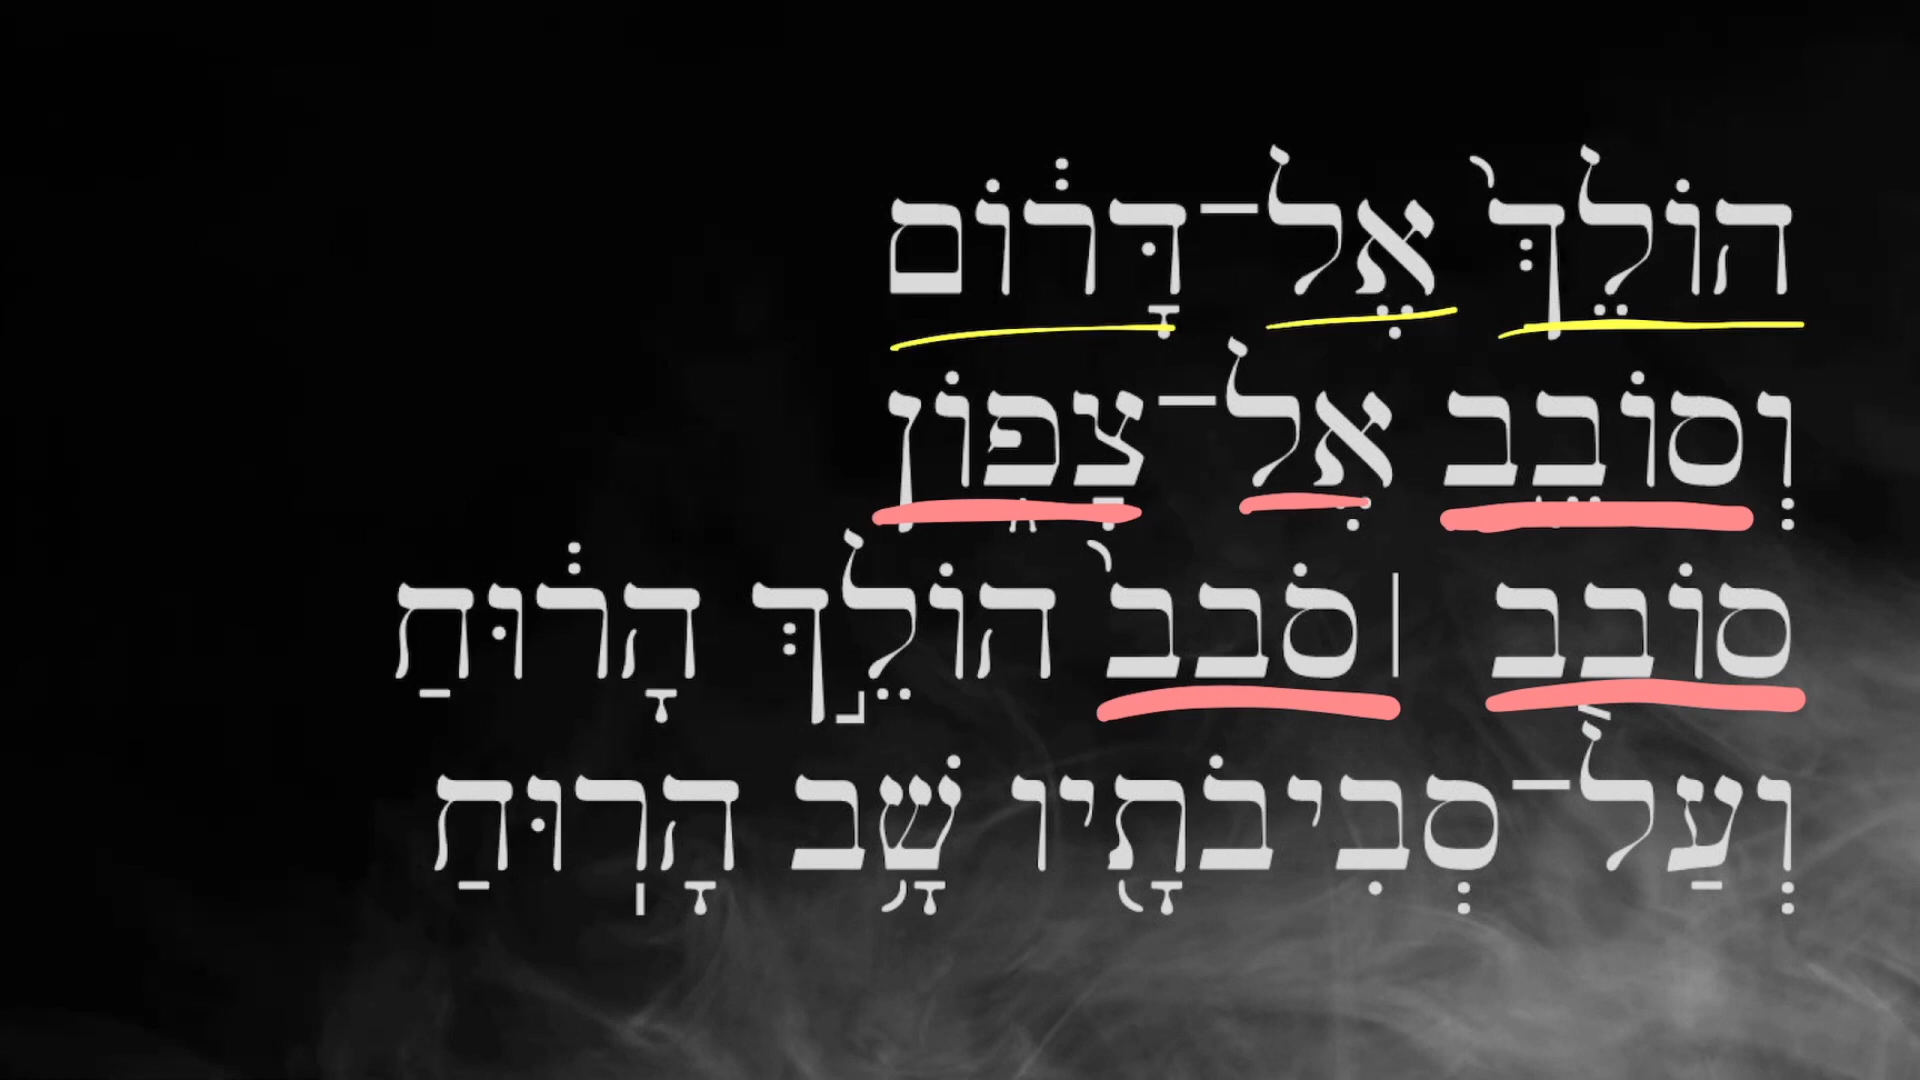 הוֹלֵךְ֙ אֶל־דָּר֔וֹם
וְסוֹבֵ֖ב אֶל־צָפ֑וֹן
סוֹבֵ֤ב ׀ סֹבֵב֙ הוֹלֵ֣ךְ הָר֔וּחַ
וְעַל־סְבִיבֹתָ֖יו שָׁ֥ב הָרֽוּחַ